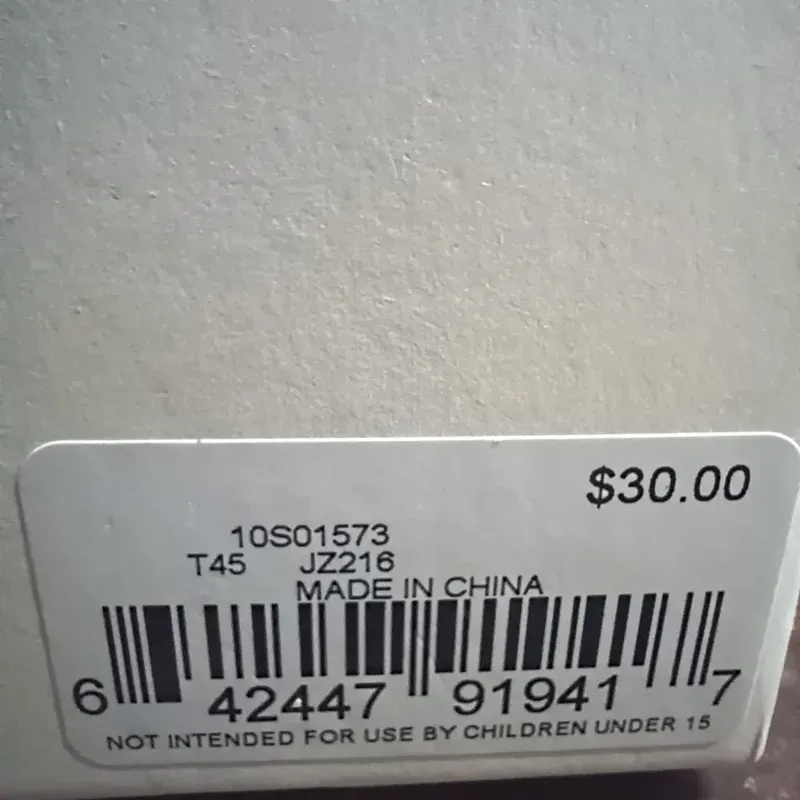 $30.00
10S01573
T45 JZ216
MADE IN CHINA
6 42447 91941 7
NOT INTENDED FOR USE BY CHILDREN UNDER 15